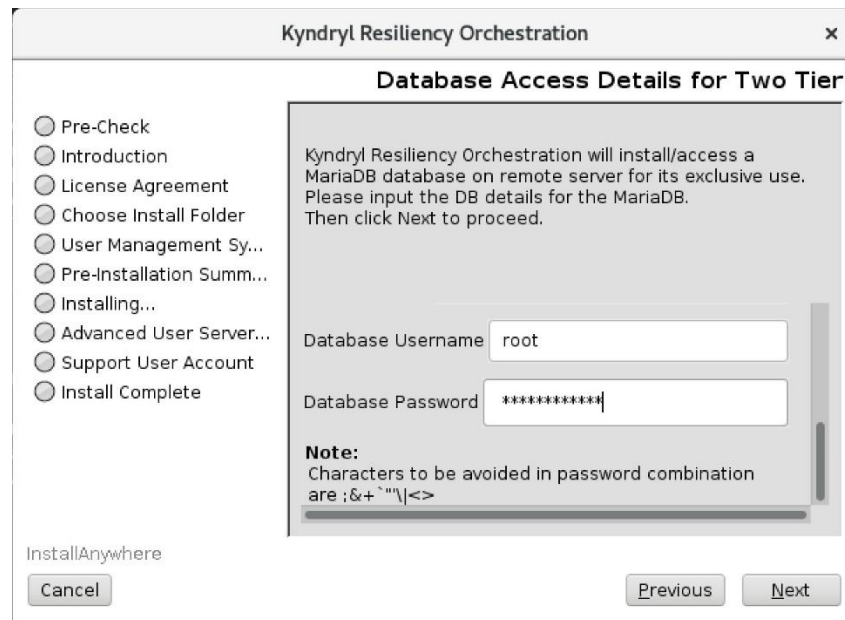 Kyndryl Resiliency Orchestration
×
Database Access Details for Two Tier
Pre-Check
Introduction
License Agreement
Choose Install Folder
User Management Sy...
Pre-Installation Summ...
Installing...
Advanced User Server...
Support User Account
Install Complete
Kyndryl Resiliency Orchestration will install/access a
MariaDB database on remote server for its exclusive use.
Please input the DB details for the MariaDB.
Then click Next to proceed.
Database Username root
Database Password ************
Note:
Characters to be avoided in password combination
are ;&+`"'\|<>
InstallAnywhere
Cancel
Previous
Next